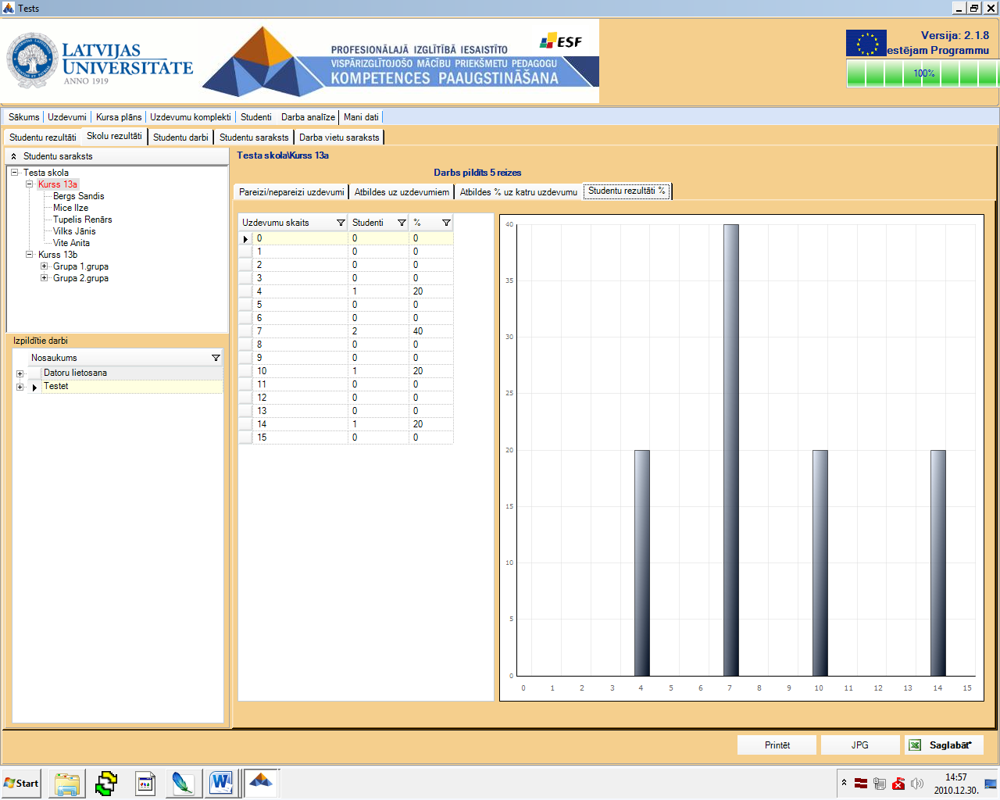 Tests
LATVIJAS
UNIVERSITATE
ANNO 1919
ESF
PROFESIONĀLAJĀ IZGLĪTĪBĀ IESAISTĪTO
VISPĀRIZGLĪTOJOŠO MĀCĪBU PRIEKŠMETU PEDAGOGU
KOMPETENCES PAAUGSTINĀŠANA
Versija: 2.1.8
estējam Programmu
100%
Sākums Uzdevumi Kursa plāns Uzdevumu komplekti Studenti Darba analīze Mani dati
Studentu rezultāti Skolu rezultāti Studentu darbi Studentu saraksts Darba vietu saraksts
Studentu saraksts
Testa skola
Kurss 13a
Bergs Sandis
Mice Ilze
Tupelis Renārs
Vilks Jānis
Vite Anita
Kurss 13b
Grupa 1.grupa
Grupa 2.grupa
Izpildītie darbi
Nosaukums
Datoru lietosana
Testet
Testa skola\Kurss 13a
Darbs pildīts 5 reizes
Pareizi/nepareizi uzdevumi Atbildes uz uzdevumiem Atbildes % uz katru uzdevumu Studentu rezultāti %
Uzdevumu skaits Studenti %
0 0 0
1 0 0
2 0 0
3 0 0
4 1 20
5 0 0
6 0 0
7 2 40
8 0 0
9 0 0
10 1 20
11 0 0
12 0 0
13 0 0
14 1 20
15 0 0
40
35
30
25
20
15
10
5
0
0 1 2 3 4 5 6 7 8 9 10 11 12 13 14 15
Printēt JPG Saglabāt*
Start
14:57
2010.12.30.